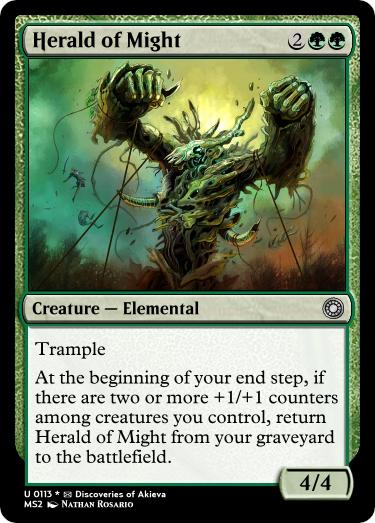 Herald of Might 2
Creature — Elemental
Trample
At the beginning of your end step, if
there are two or more +1/+1 counters
among creatures you control, return
Herald of Might from your graveyard
to the battlefield.
4/4
U 0113 * Discoveries of Akieva
MS2 Nathan Rosario